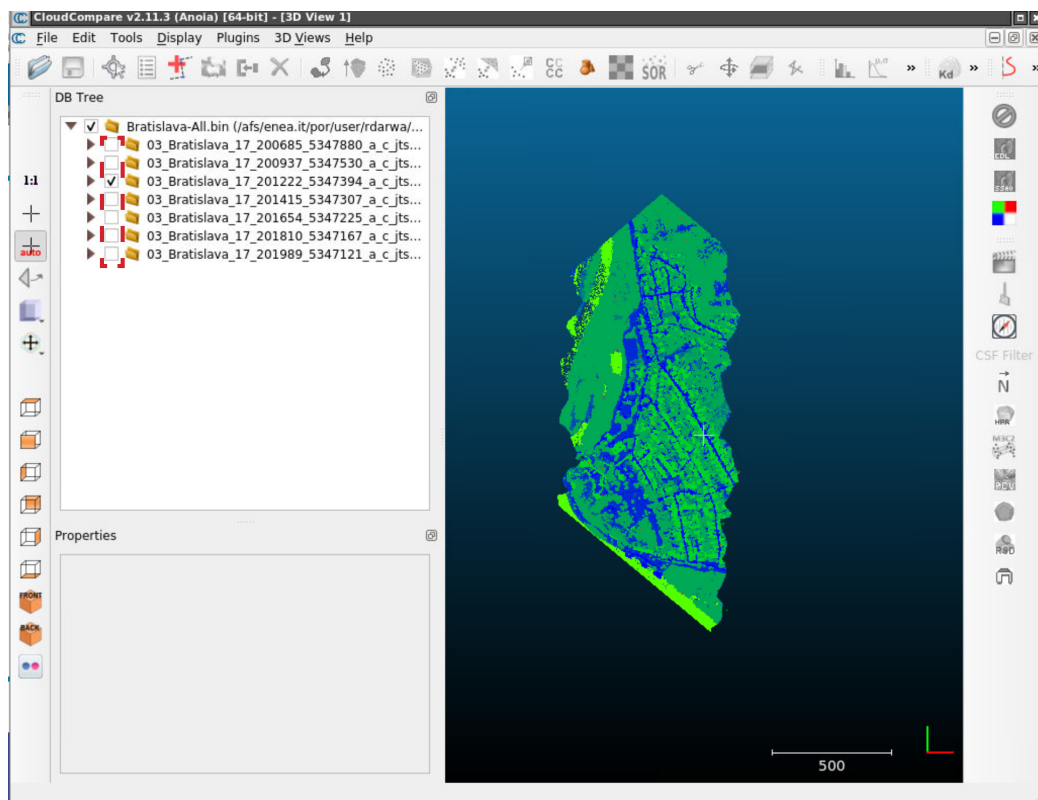 CloudCompare v2.11.3 (Anoia) [64-bit] - [3D View 1]
File Edit Tools Display Plugins 3D Views Help
CC
CC
SOR
Kd
DB Tree
Bratislava-All.bin (/afs/enea.it/por/user/rdarwa/...
03_Bratislava_17_200685_5347880_a_c_jts...
03_Bratislava_17_200937_5347530_a_c_jts...
03_Bratislava_17_201222_5347394_a_c_jts...
03_Bratislava_17_201415_5347307_a_c_jts...
03_Bratislava_17_201654_5347225_a_c_jts...
03_Bratislava_17_201810_5347167_a_c_jts...
03_Bratislava_17_201989_5347121_a_c_jts...
1:1
auto
Properties
FRONT
BACK
500
EDL
SSAO
CSF Filter
N
HPR
M3C2
PCV